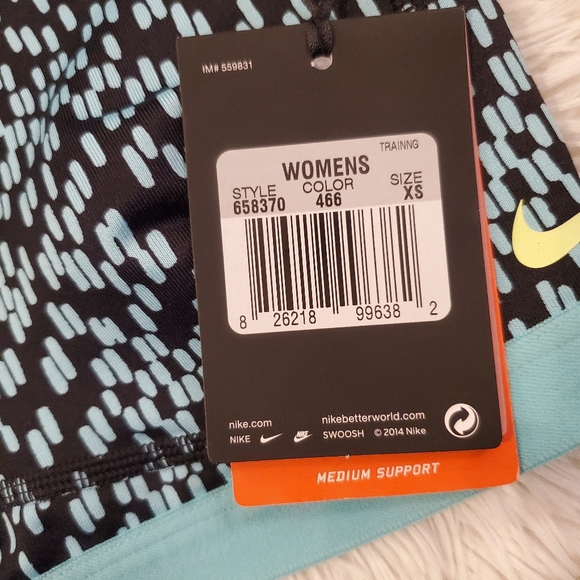 IM# 559831
TRAINNG
WOMENS
STYLE COLOR SIZE
658370 466 XS
8 26218 99638 2
nike.com nikebetterworld.com
NIKE SWOOSH © 2014 Nike
MEDIUM SUPPORT